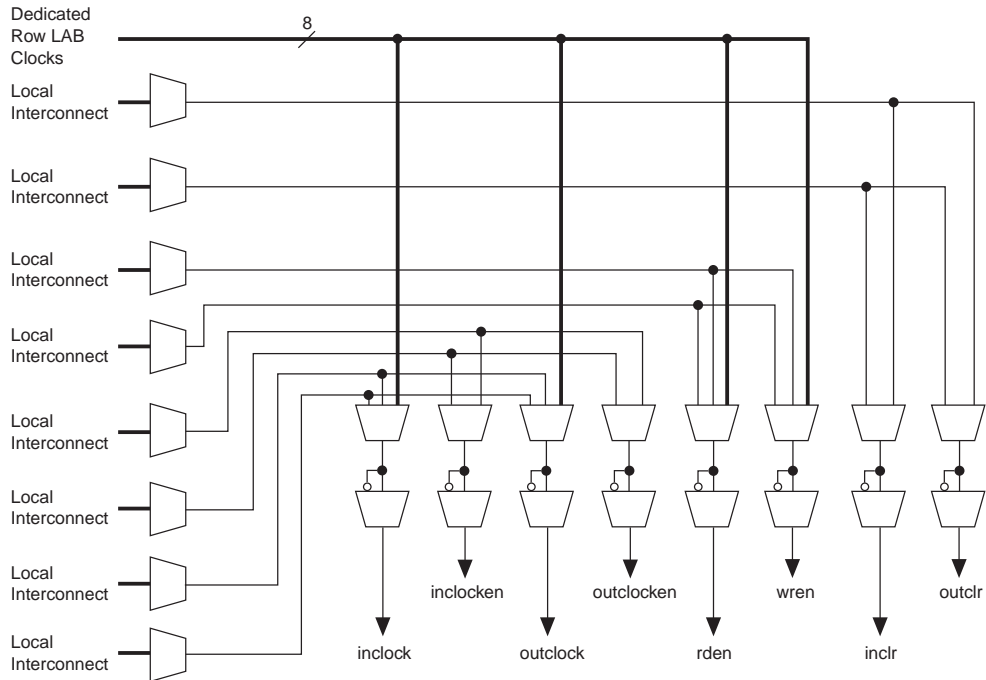 Dedicated
Row LAB
Clocks
8
Local
Interconnect
Local
Interconnect
Local
Interconnect
Local
Interconnect
Local
Interconnect
Local
Interconnect
Local
Interconnect
Local
Interconnect
inclocken
outclocken
wren
outclr
inclock
outclock
rden
inclr